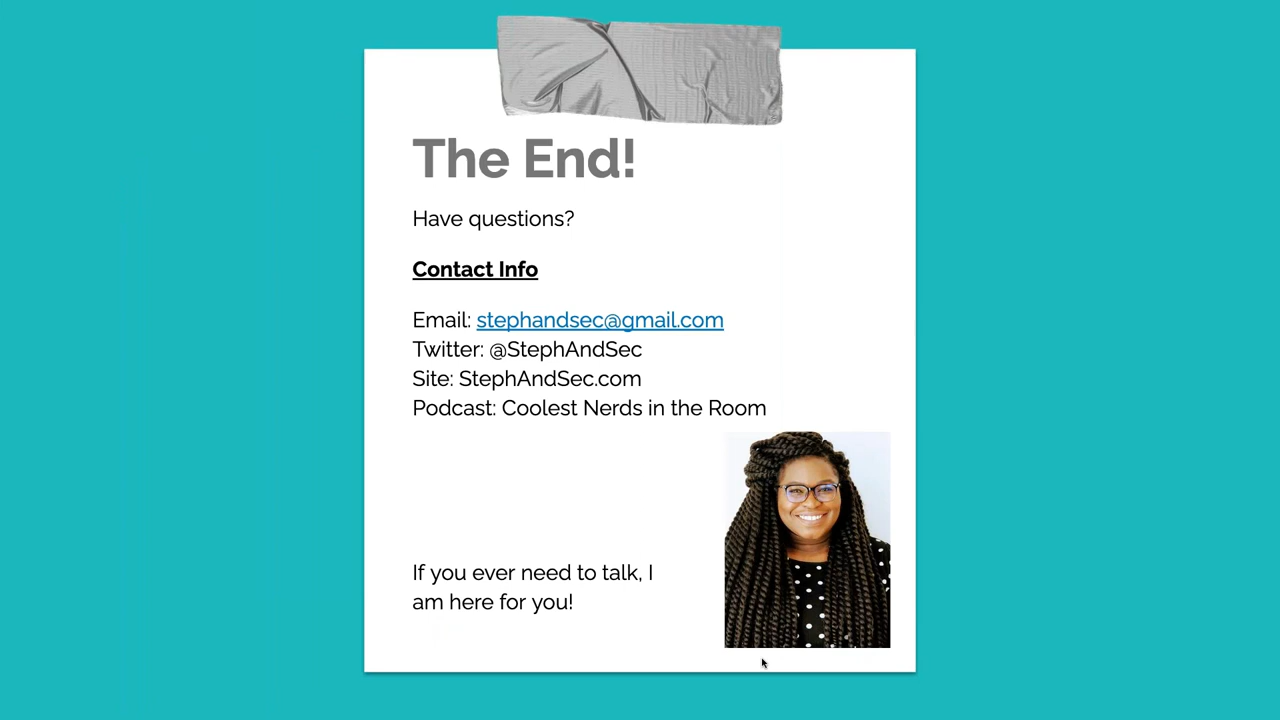 The End!
Have questions?
Contact Info
Email: stephandsec@gmail.com
Twitter: @StephAndSec
Site: StephAndSec.com
Podcast: Coolest Nerds in the Room
If you ever need to talk, I
am here for you!